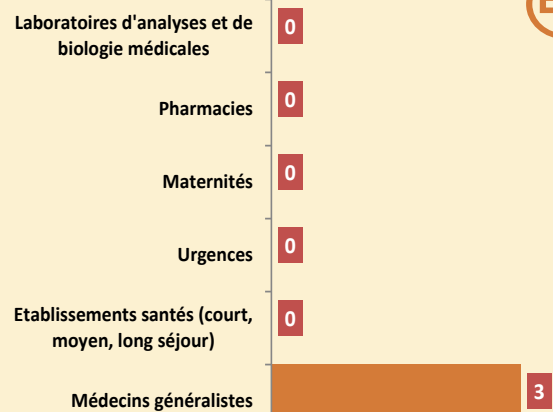 Laboratoires d'analyses et de
biologie médicales
0
Pharmacies
0
Maternités
0
Urgences
0
Etablissements santés (court,
moyen, long séjour)
0
Médecins généralistes
3